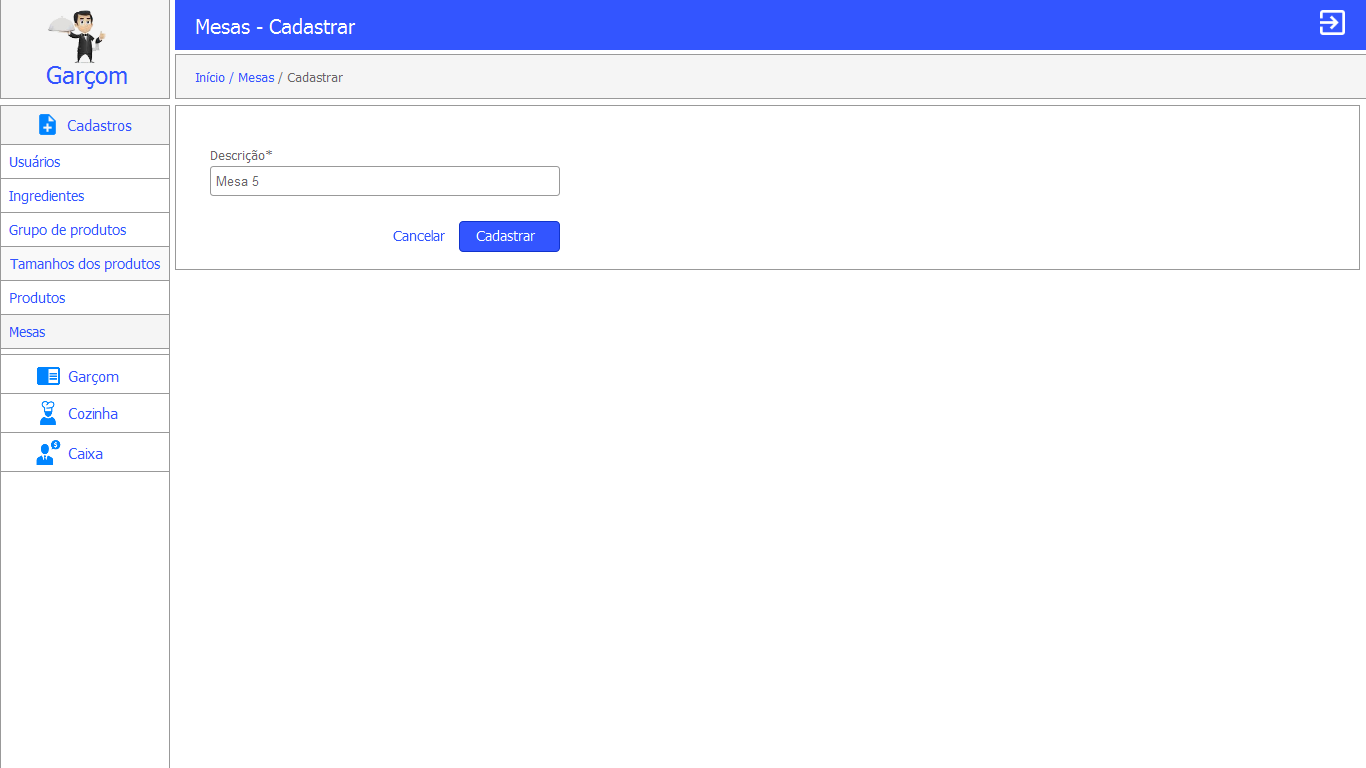 Garçom
Mesas - Cadastrar
Início / Mesas / Cadastrar
Cadastros
Usuários
Ingredientes
Grupo de produtos
Tamanhos dos produtos
Produtos
Mesas
Garçom
Cozinha
Caixa
Descrição*
Mesa 5
Cancelar Cadastrar